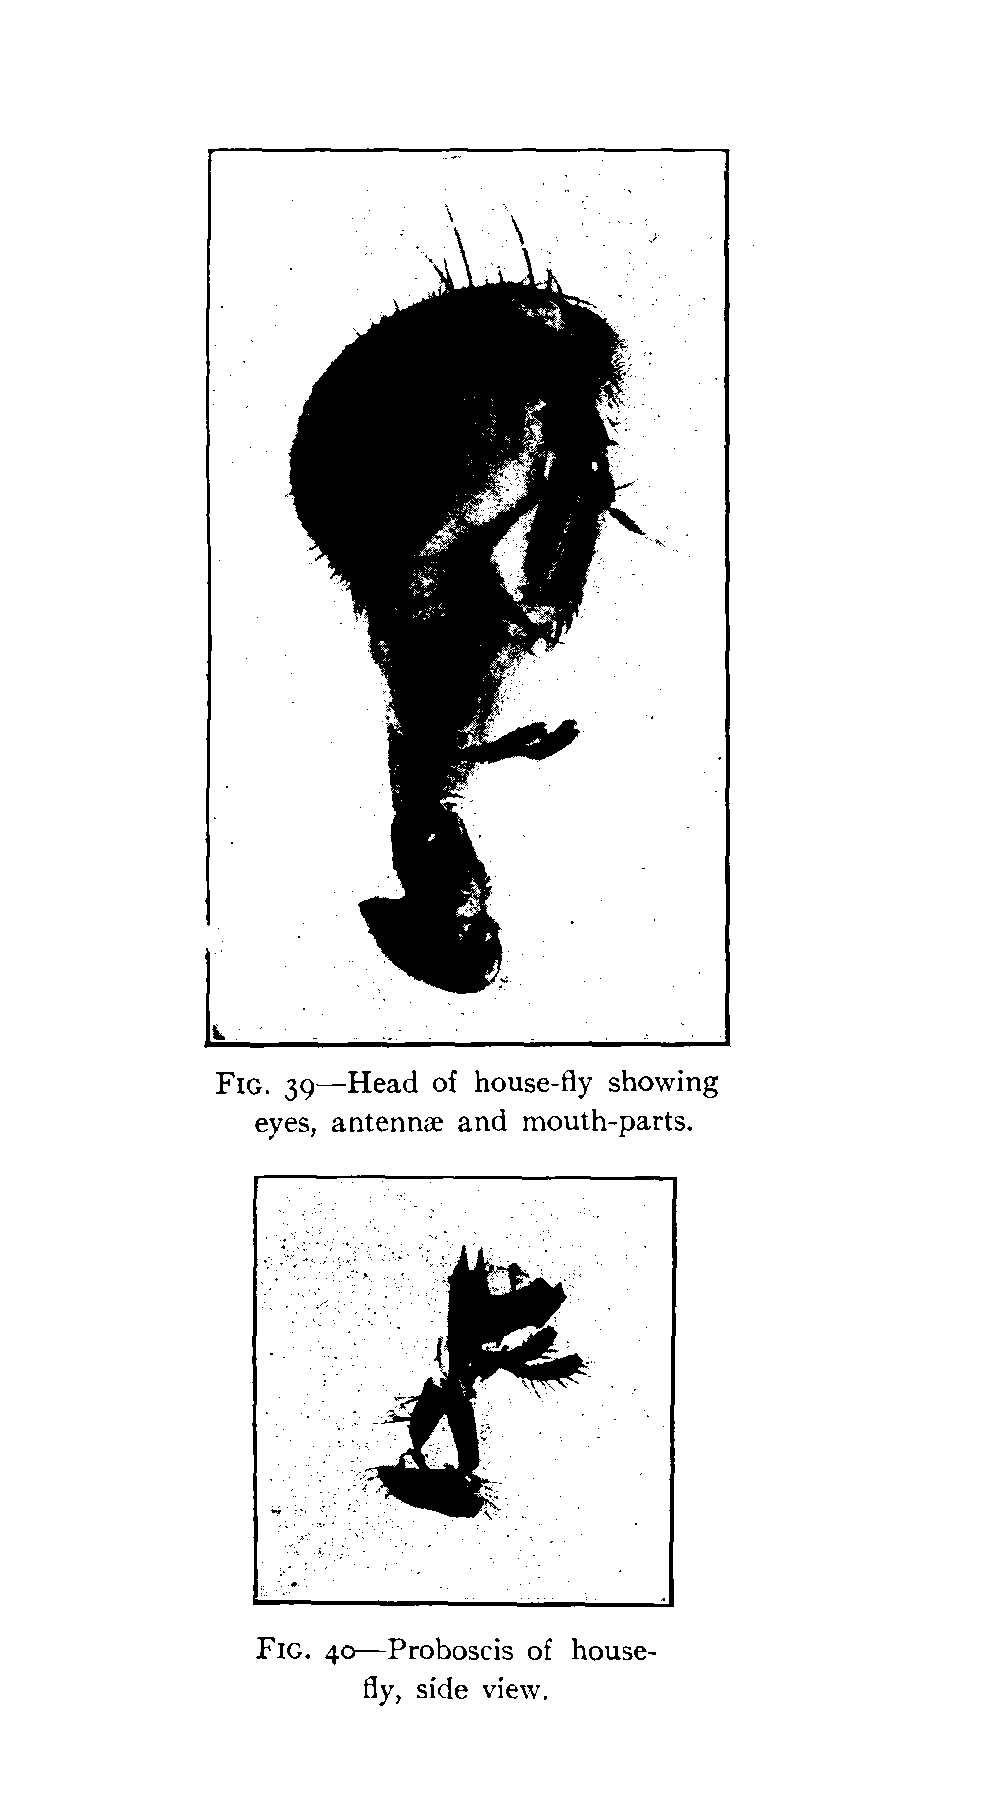 FIG. 39—Head of house-fly showing
eyes, antennæ and mouth-parts.
FIG. 40—Proboscis of house-
fly, side view.